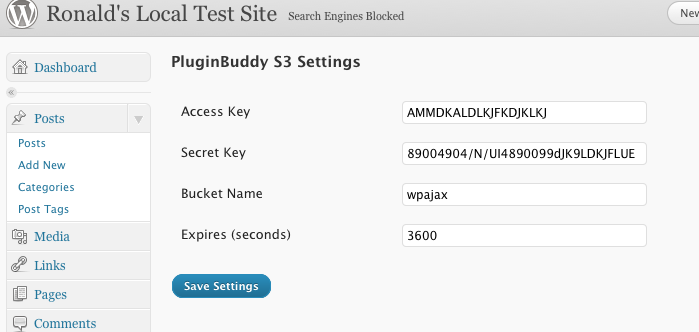 Ronald's Local Test Site Search Engines Blocked
New
Dashboard
Posts
Posts
Add New
Categories
Post Tags
Media
Links
Pages
Comments
PluginBuddy S3 Settings
Access Key AMMDKALDLKJFKDJKLKJ
Secret Key 89004904/N/UI4890099dJK9LDKJFLUE
Bucket Name wpajax
Expires (seconds) 3600
Save Settings